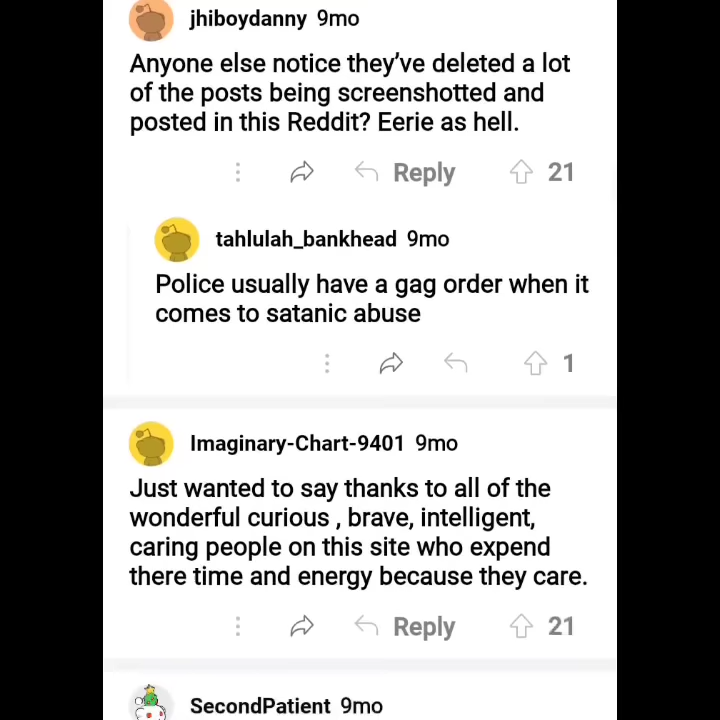 jhiboydanny 9mo
Anyone else notice they’ve deleted a lot
of the posts being screenshotted and
posted in this Reddit? Eerie as hell.
Reply 21
tahlulah_bankhead 9mo
Police usually have a gag order when it
comes to satanic abuse
1
Imaginary-Chart-9401 9mo
Just wanted to say thanks to all of the
wonderful curious , brave, intelligent,
caring people on this site who expend
there time and energy because they care.
Reply 21
SecondPatient 9mo